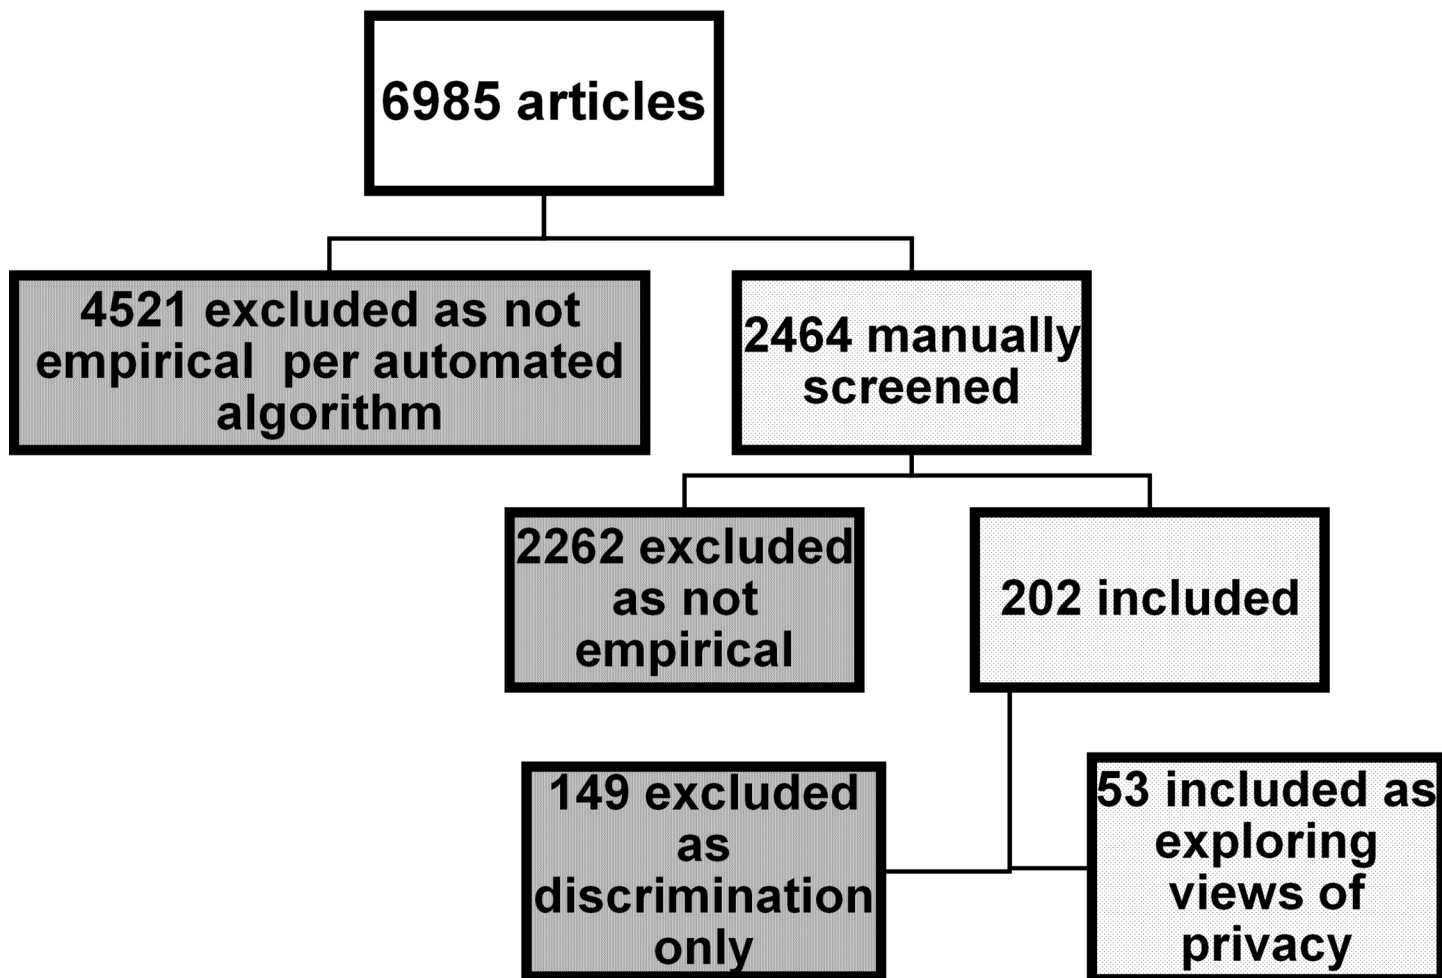 6985 articles
4521 excluded as not
empirical  per automated
algorithm
2464 manually
screened
2262 excluded
as not
empirical
202 included
149 excluded
as
discrimination
only
53 included as
exploring
views of
privacy